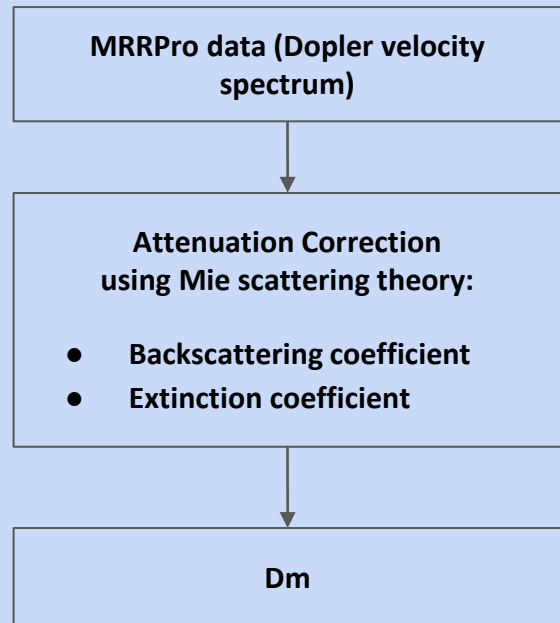 MRRPro data (Dopler velocity
spectrum)
Attenuation Correction
using Mie scattering theory:
● Backscattering coefficient
● Extinction coefficient
Dm